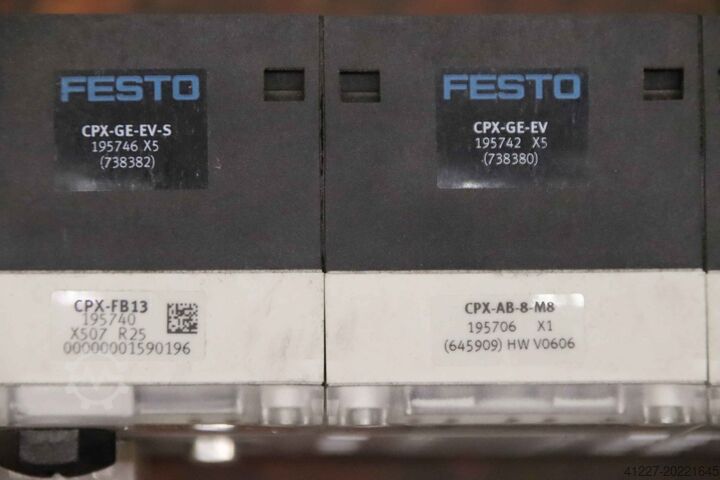 FESTO
CPX-GE-EV-S
195746 X5
(738382)
FESTO
CPX-GE-EV
195742 X5
(738380)
CPX-FB13
195740
X507 R25
00000001590196
CPX-AB-8-M8
195706 X1
(645909) HW V0606
41227-20221645